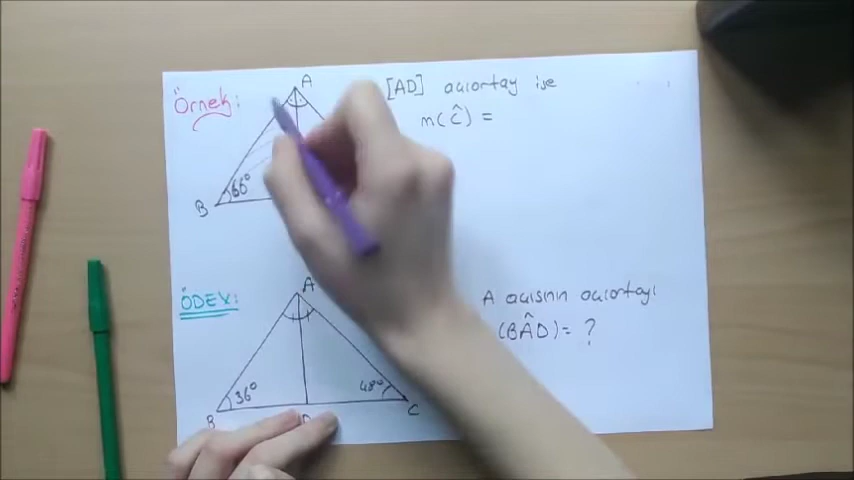 Örnek:
A
[AD] açıortay ise
m(Ĉ) =
66°
B
ÖDEV:
A
A açısının açıortayı
(BÂD) = ?
36°
48°
B
D
C